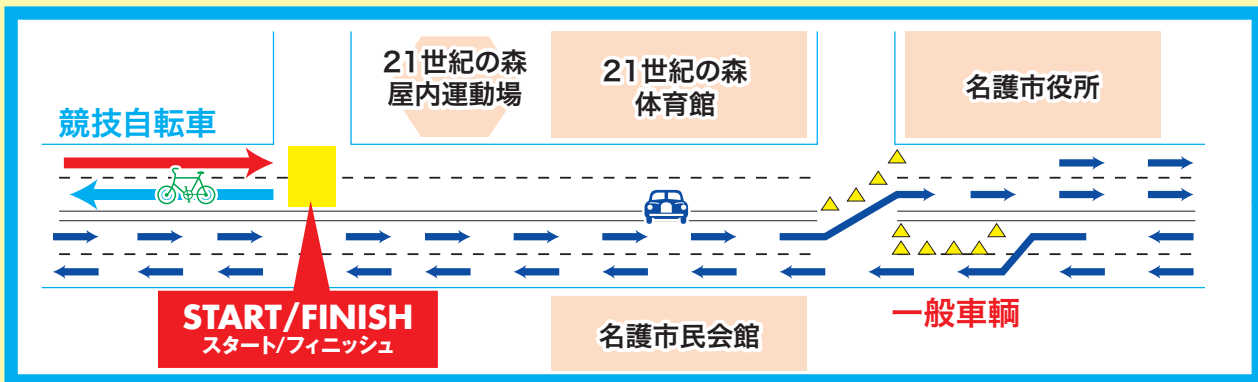 21世紀の森
屋内運動場
21世紀の森
体育館
名護市役所
競技自転車
START/FINISH
スタート/フィニッシュ
名護市民会館
一般車輌